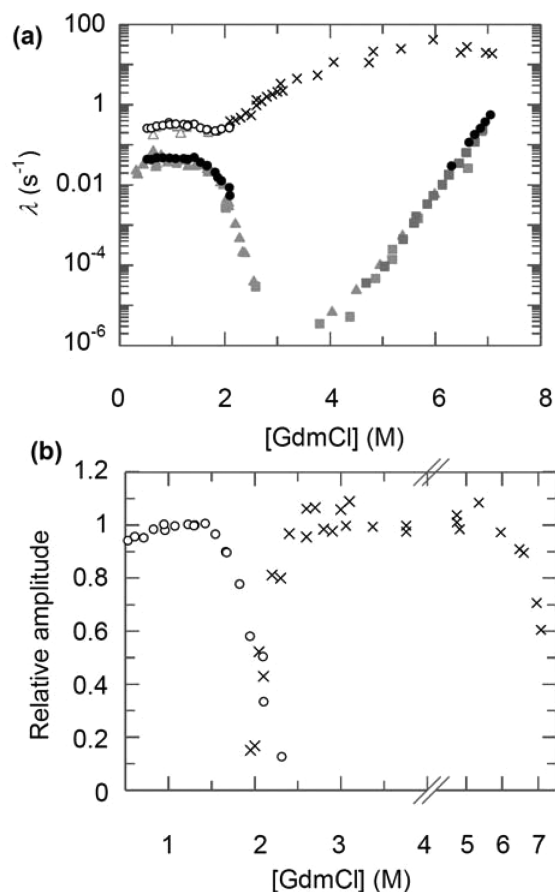 (a)
100
1
0.01
10-4
10-6
λ (s-1)
0 2 4 6 8
[GdmCl] (M)
(b)
1.2
1
0.8
0.6
0.4
0.2
0
Relative amplitude
1 2 3 4 5 6 7
[GdmCl] (M)